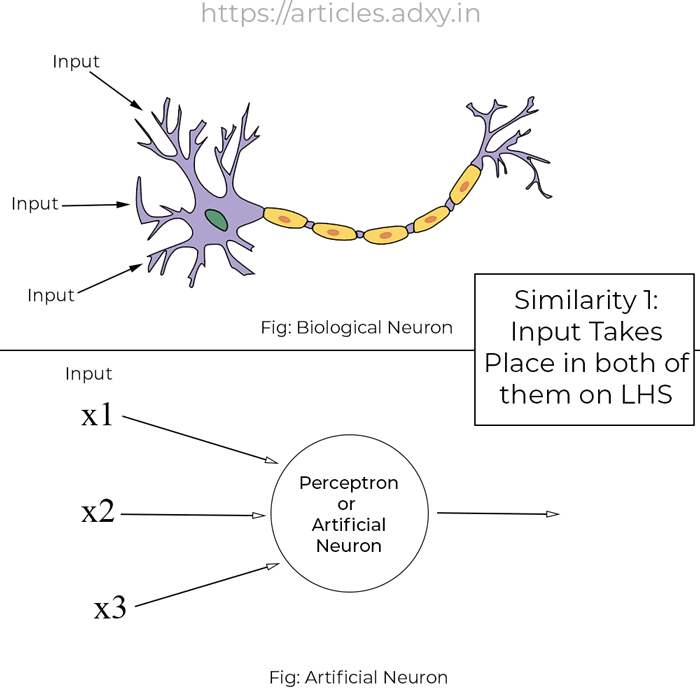 https://articles.adxy.in
Input
Input
Input
Fig: Biological Neuron
Similarity 1:
Input Takes
Place in both of
them on LHS
Input
x1
x2
x3
Perceptron
or
Artificial
Neuron
Fig: Artificial Neuron